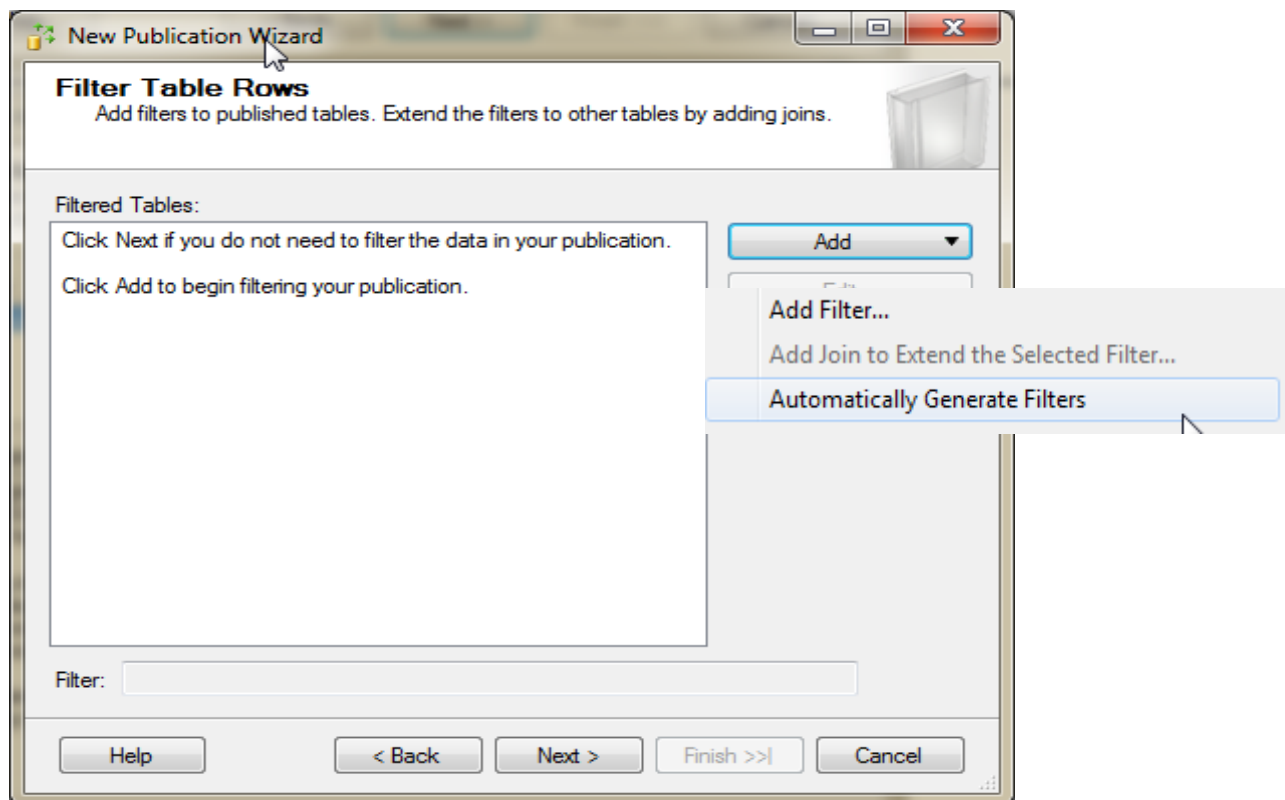 New Publication Wizard
Filter Table Rows
Add filters to published tables. Extend the filters to other tables by adding joins.
Filtered Tables:
Click Next if you do not need to filter the data in your publication.
Click Add to begin filtering your publication.
Add
Add Filter...
Add Join to Extend the Selected Filter...
Automatically Generate Filters
Filter:
Help
< Back
Next >
Finish >>|
Cancel